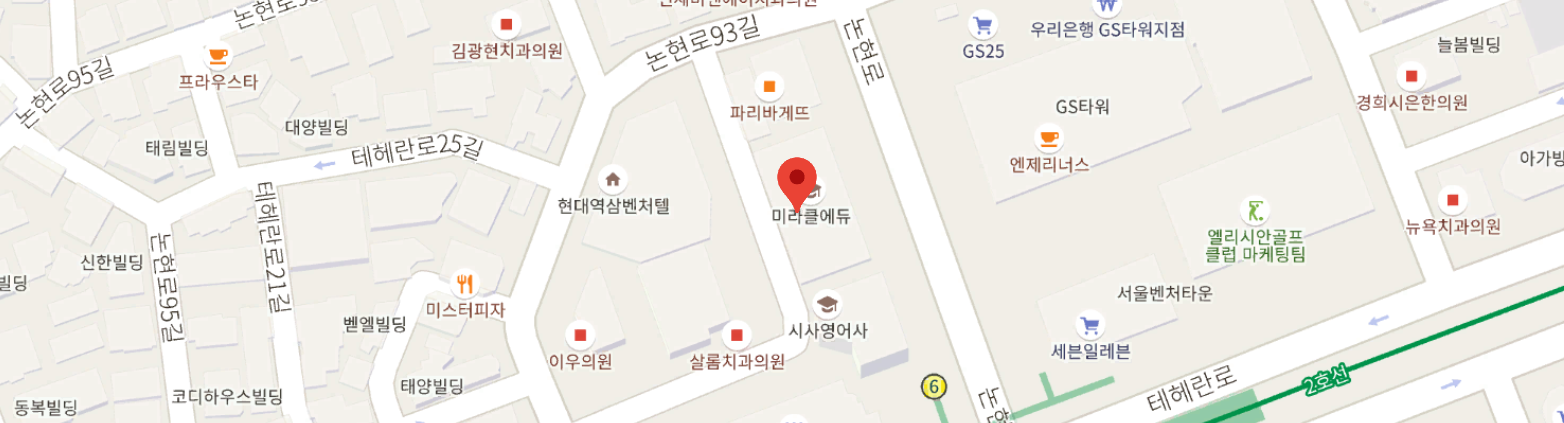 논현로93길
김광현치과의원
논현로
GS25
우리은행 GS타워지점
늘봄빌딩
논현로95길
프라우스타
파리바게뜨
GS타워
경희시은한의원
태림빌딩
대양빌딩
테헤란로25길
엔제리너스
현대역삼벤처텔
미라클에듀
뉴욕치과의원
테헤란로21길
엘리시안골프
클럽 마케팅팀
논현로95길
신한빌딩
빌딩
미스터피자
벧엘빌딩
서울벤처타운
시사영어사
세븐일레븐
이우의원
살롬치과의원
태양빌딩
6
테헤란로
2호선
코디하우스빌딩
동복빌딩